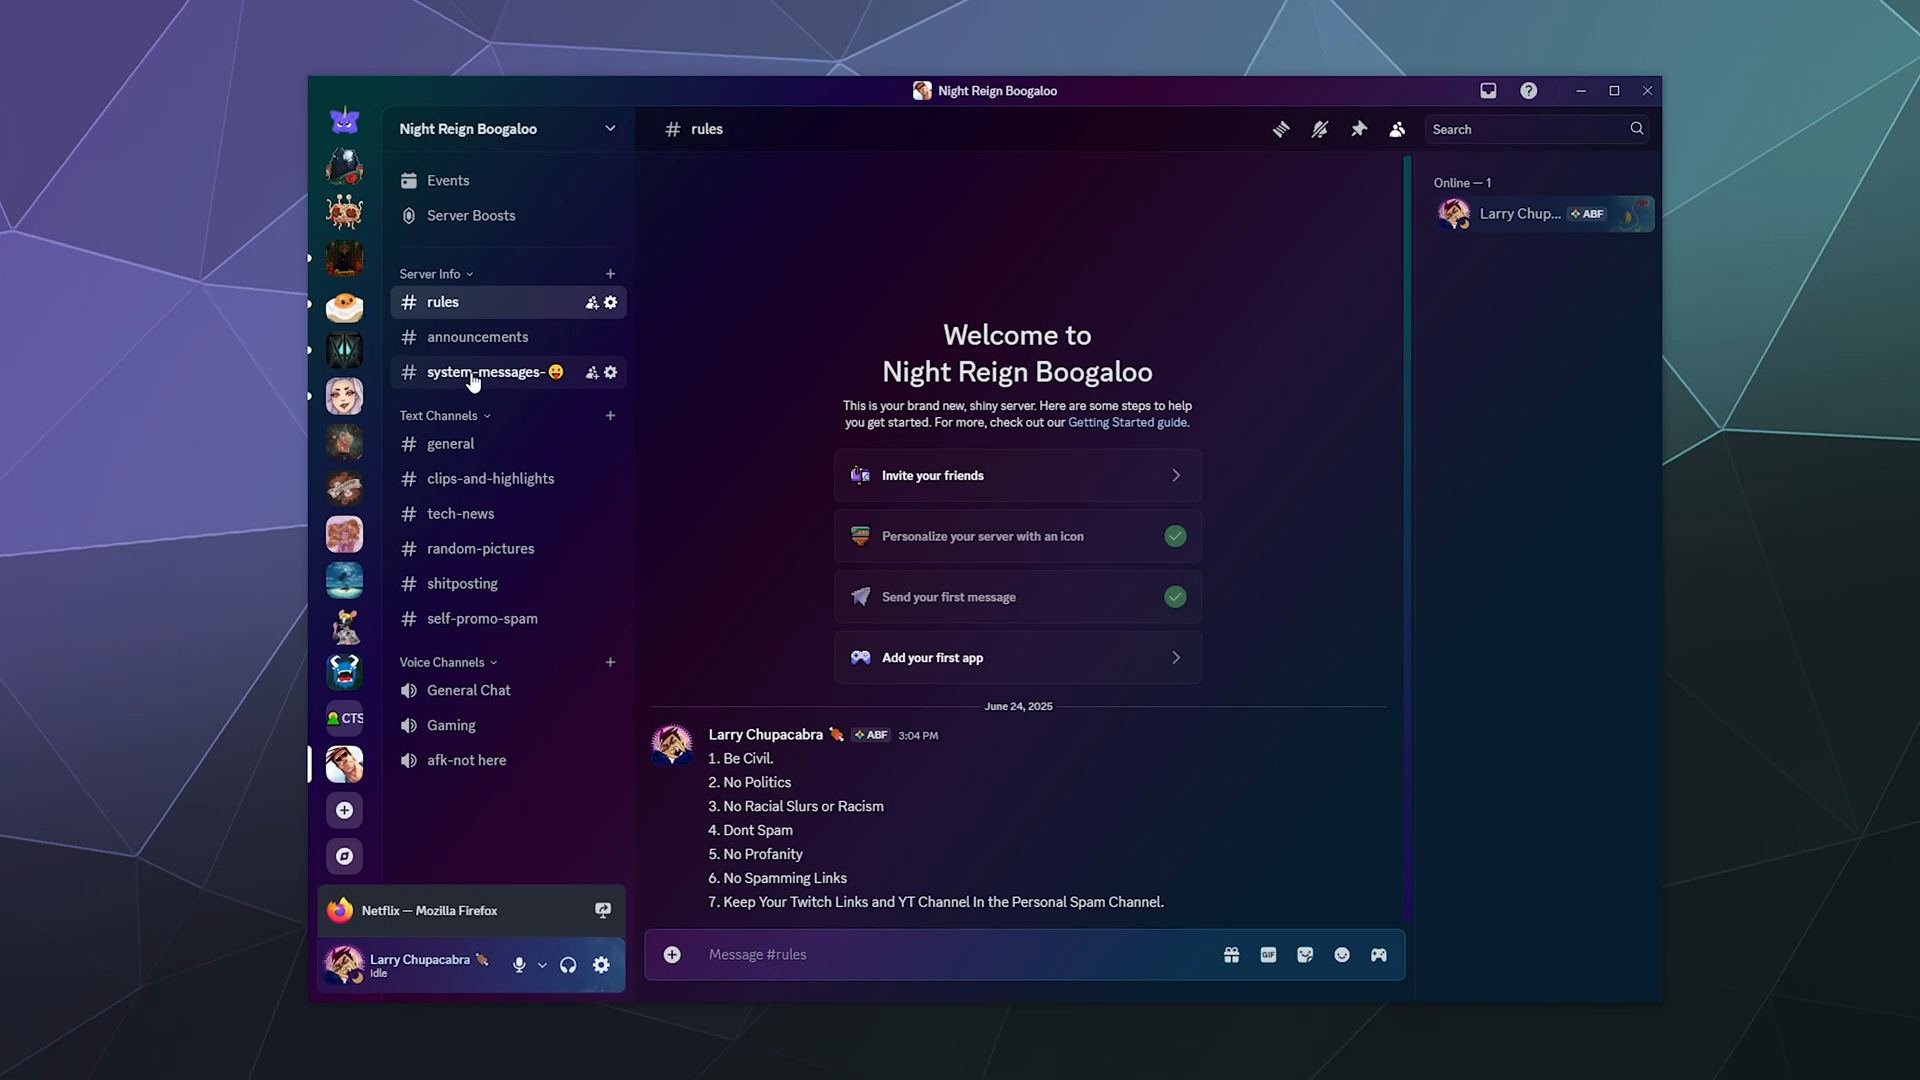 Night Reign Boogaloo
Night Reign Boogaloo
Events
Server Boosts
Server Info
rules
announcements
system-messages-😛
Text Channels
general
clips-and-highlights
tech-news
random-pictures
shitposting
self-promo-spam
Voice Channels
General Chat
Gaming
afk-not here
CTS
Netflix — Mozilla Firefox
Larry Chupacabra
Idle
rules
Search
Welcome to
Night Reign Boogaloo
This is your brand new, shiny server. Here are some steps to help
you get started. For more, check out our Getting Started guide.
Invite your friends
Personalize your server with an icon
Send your first message
Add your first app
June 24, 2025
Larry Chupacabra ABF 3:04 PM
1. Be Civil.
2. No Politics
3. No Racial Slurs or Racism
4. Dont Spam
5. No Profanity
6. No Spamming Links
7. Keep Your Twitch Links and YT Channel In the Personal Spam Channel.
Message #rules
GIF
Online — 1
Larry Chup... ABF